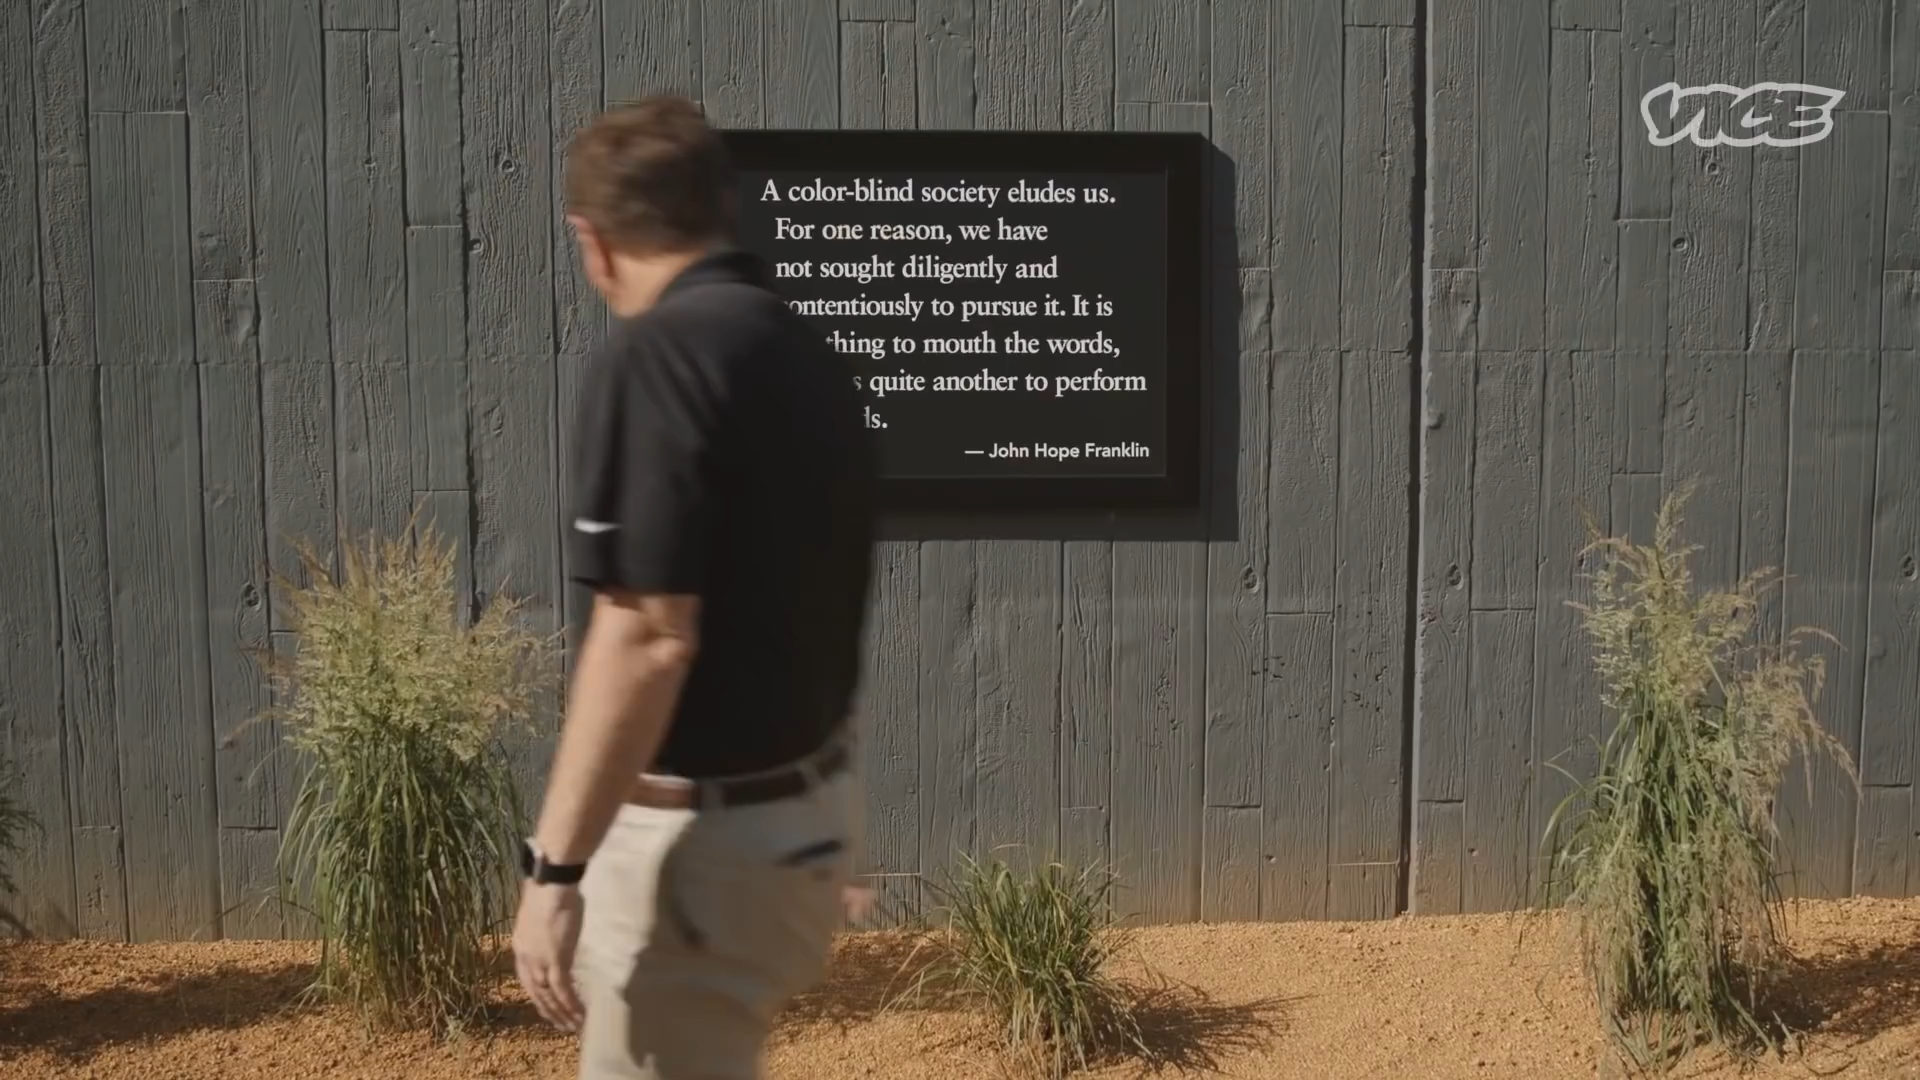 VICE
A color-blind society eludes us.
For one reason, we have
not sought diligently and
contentiously to pursue it. It is
thing to mouth the words,
quite another to perform
— John Hope Franklin